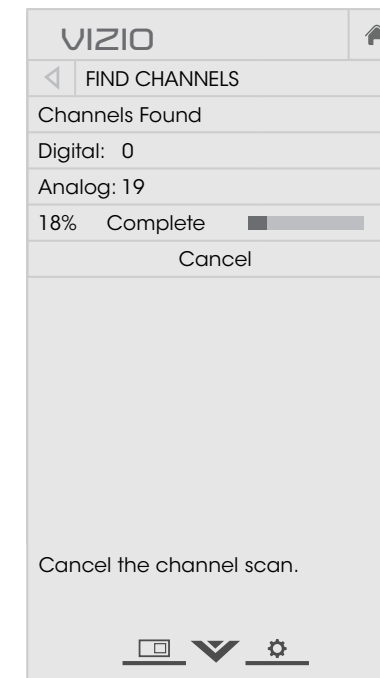 VIZIO
FIND CHANNELS
Channels Found
Digital: 0
Analog: 19
18% Complete
Cancel
Cancel the channel scan.